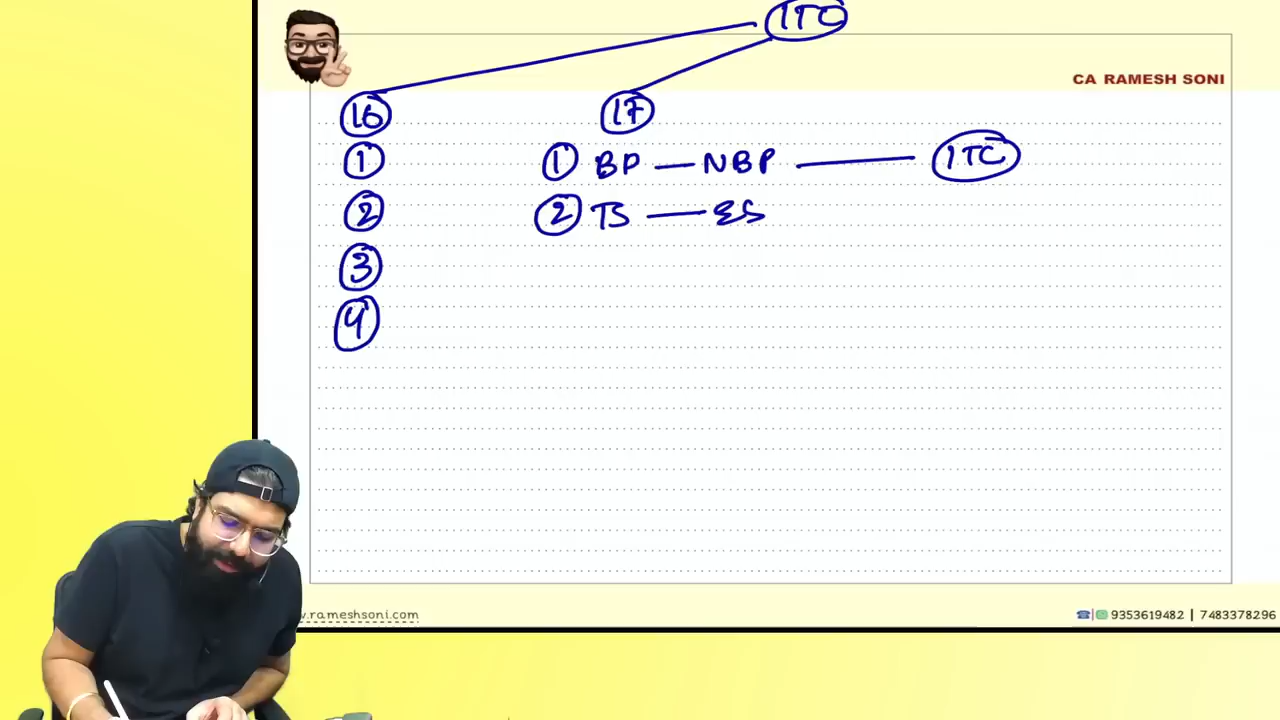 ITC
CA RAMESH SONI
16 17
1 1 BP — NBP — ITC
2 2 TS — ES
3
4
.rameshsoni.com
9353619482 | 7483378296